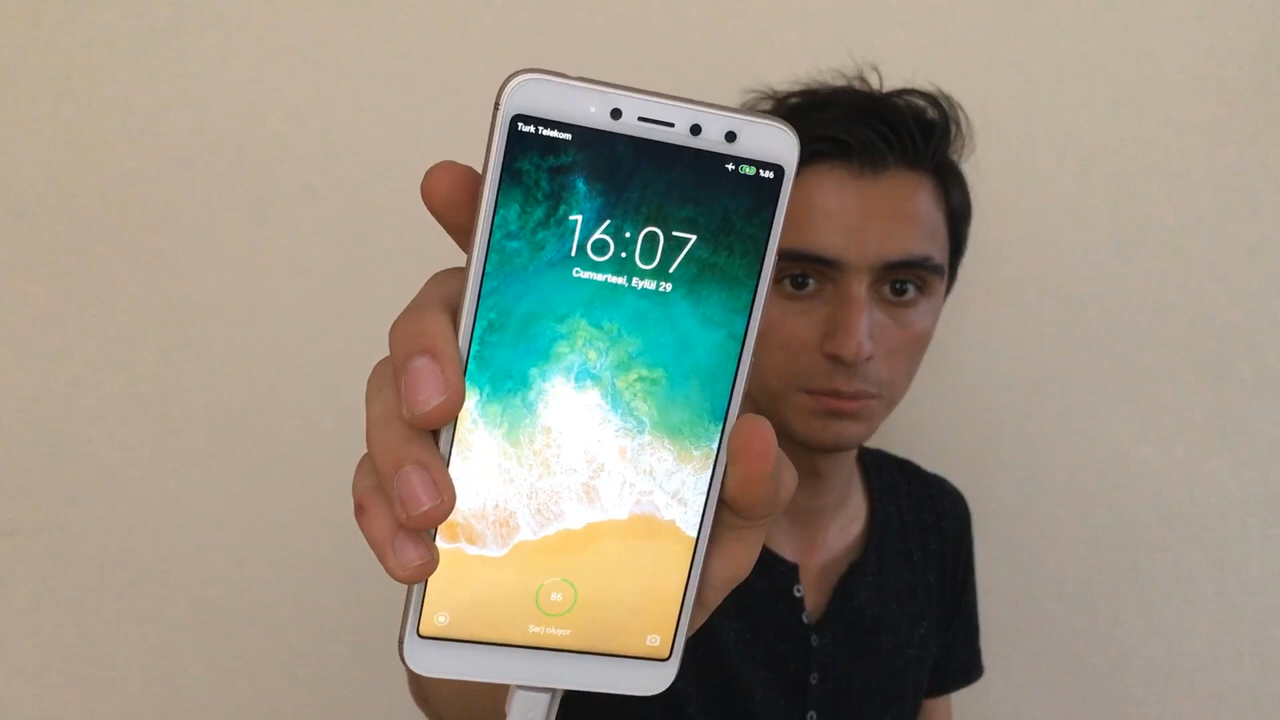 Turk Telekom
%86
16:07
Cumartesi, Eylül 29
86
Şarj oluyor